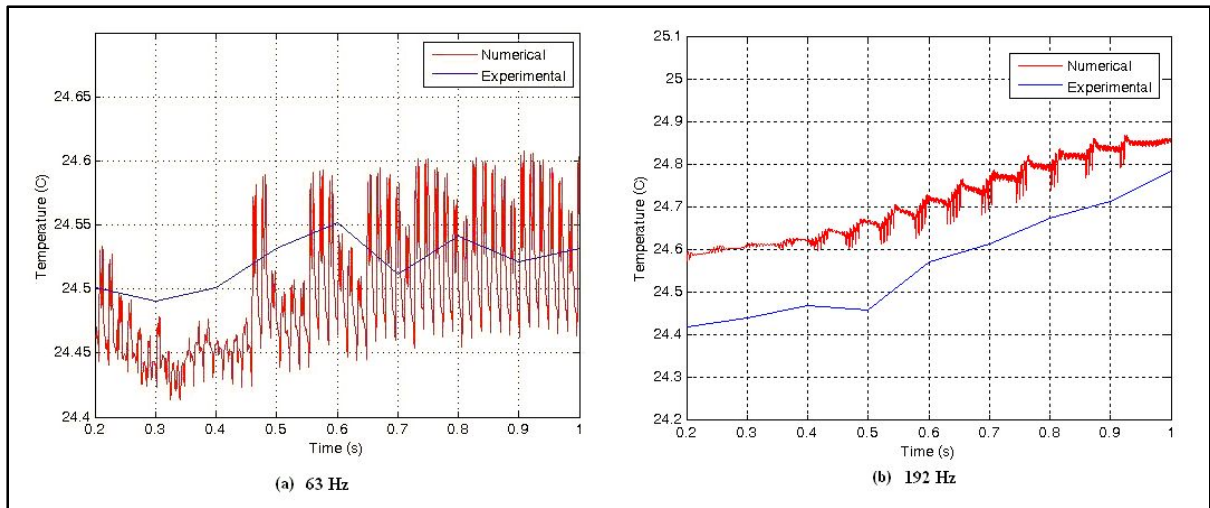 Numerical
Experimental
24.65
24.6
24.55
24.5
24.45
24.4
Temperature (C)
0.2 0.3 0.4 0.5 0.6 0.7 0.8 0.9 1
Time (s)
(a) 63 Hz
25.1
25
24.9
24.8
24.7
24.6
24.5
24.4
24.3
24.2
Temperature (C)
Numerical
Experimental
0.2 0.3 0.4 0.5 0.6 0.7 0.8 0.9 1
Time (s)
(b) 192 Hz